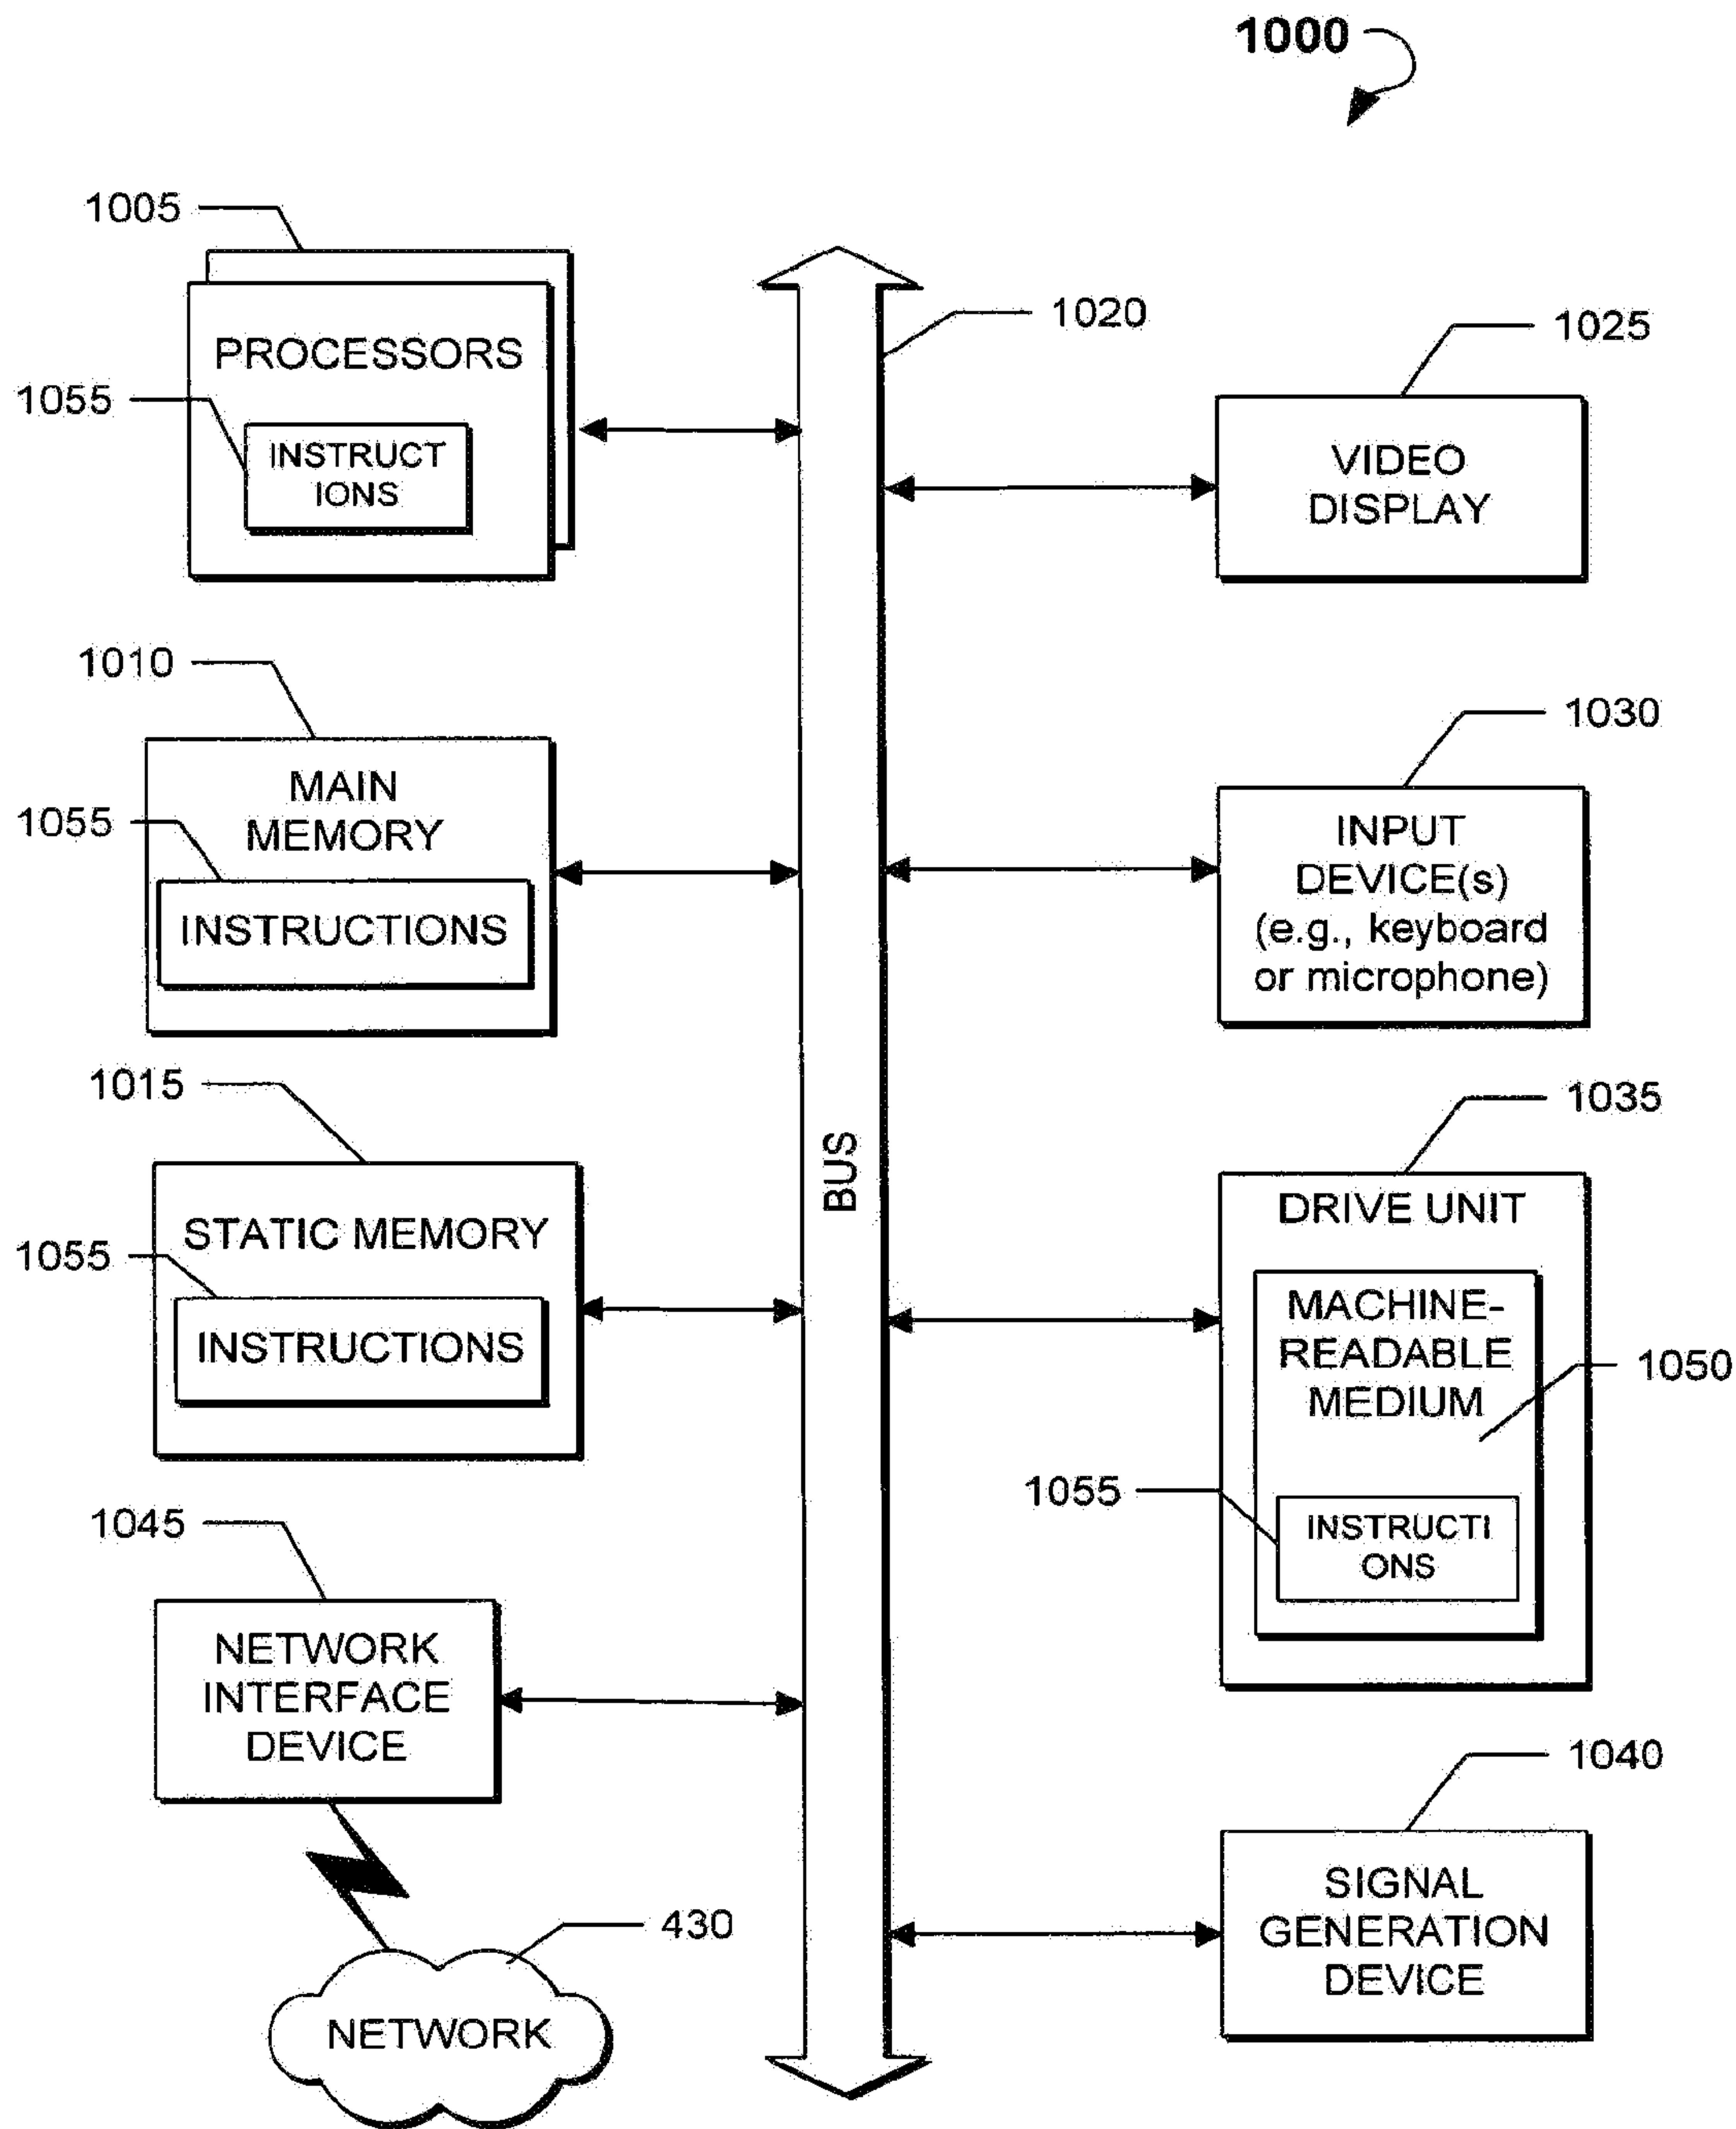 1000
1005
PROCESSORS
1055
INSTRUCT
IONS
1020
1025
VIDEO
DISPLAY
1010
MAIN
MEMORY
1055
INSTRUCTIONS
1030
INPUT
DEVICE(s)
(e.g., keyboard
or microphone)
1015
STATIC MEMORY
1055
INSTRUCTIONS
BUS
1035
DRIVE UNIT
MACHINE-
READABLE
MEDIUM
1050
1055
INSTRUCTI
ONS
1045
NETWORK
INTERFACE
DEVICE
1040
SIGNAL
GENERATION
DEVICE
430
NETWORK